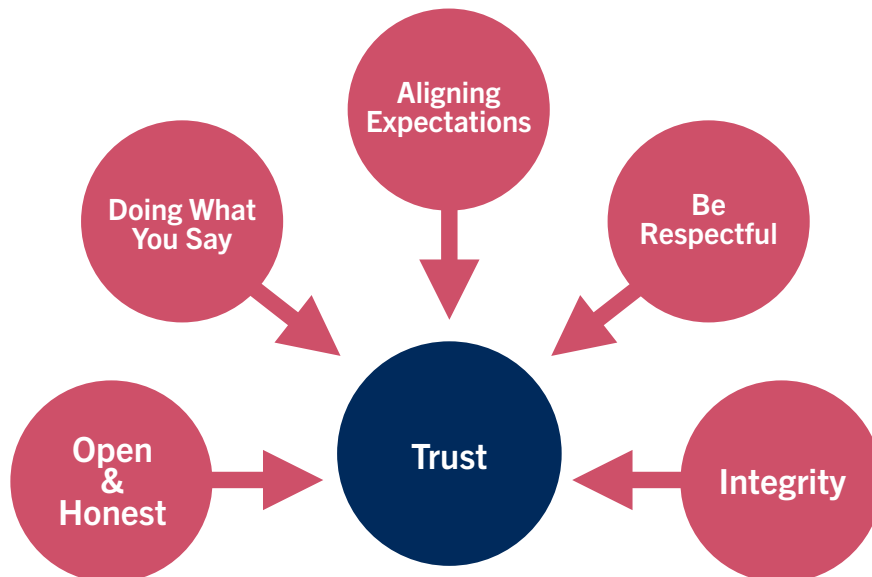 Aligning
Expectations
Doing What
You Say
Be
Respectful
Open
&
Honest
Trust
Integrity